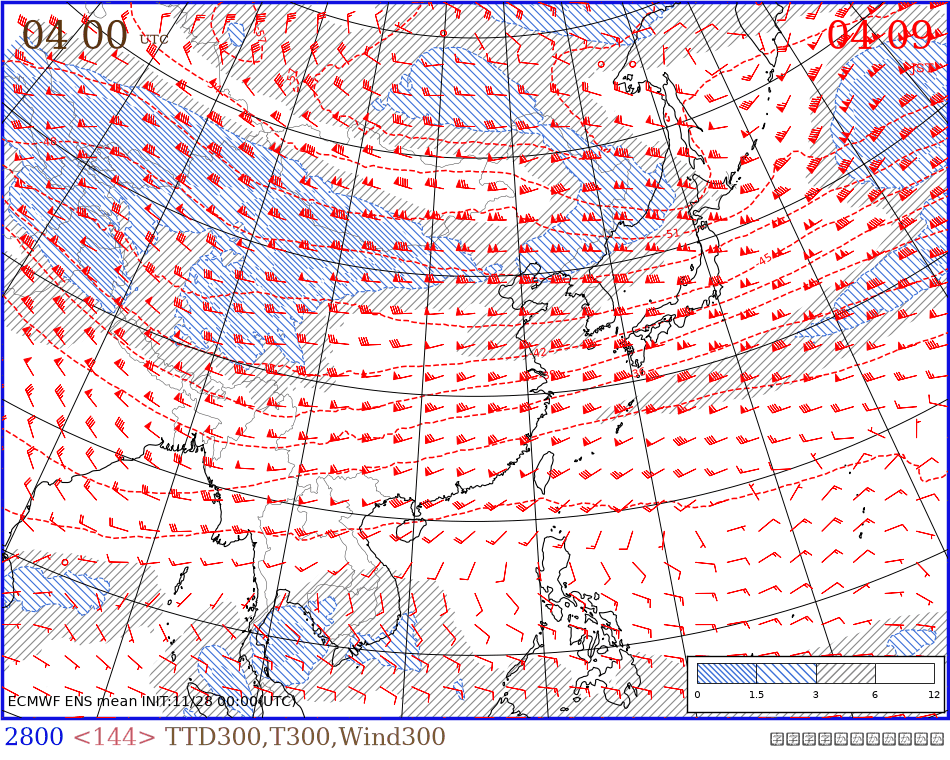 04 00 UTC 04 09 JST
51
45
42
ECMWF ENS mean INIT:11/28 00:00(UTC)
0 1.5 3 6 12
2800 <144> TTD300,T300,Wind300